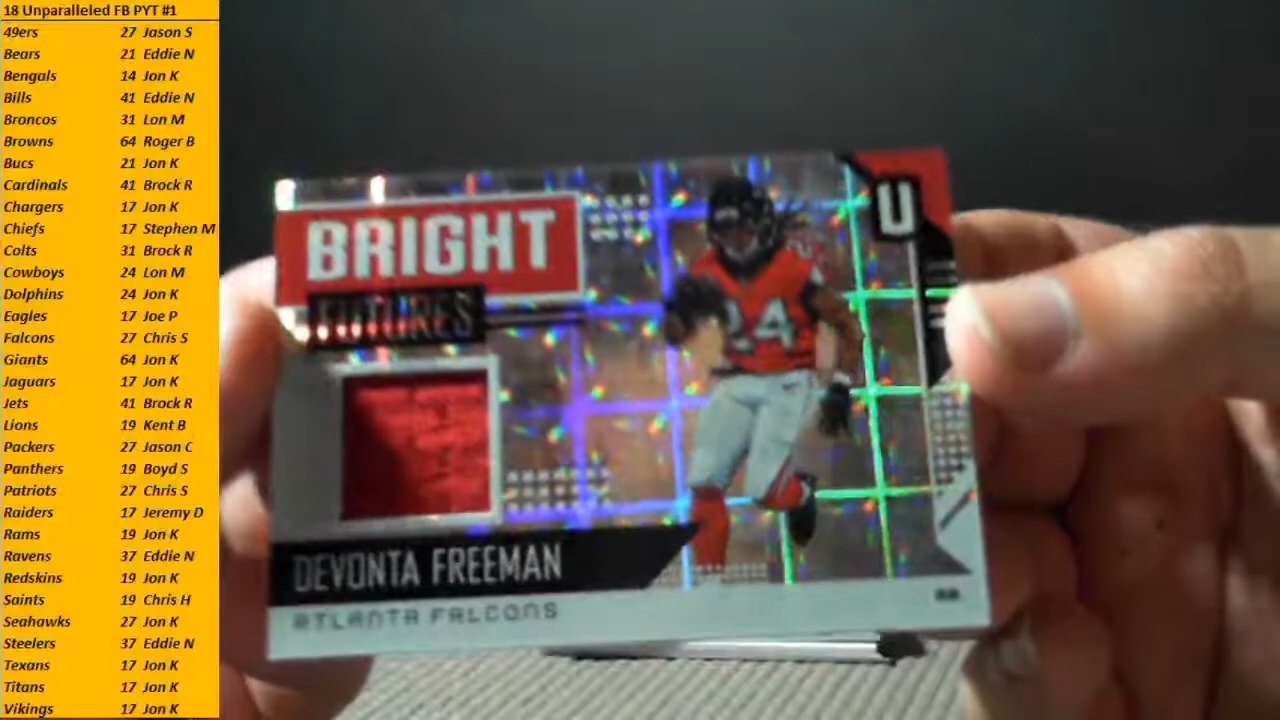 18 Unparalleled FB PYT #1
49ers 27 Jason S
Bears 21 Eddie N
Bengals 14 Jon K
Bills 41 Eddie N
Broncos 31 Lon M
Browns 64 Roger B
Bucs 21 Jon K
Cardinals 41 Brock R
Chargers 17 Jon K
Chiefs 17 Stephen M
Colts 31 Brock R
Cowboys 24 Lon M
Dolphins 24 Jon K
Eagles 17 Joe P
Falcons 27 Chris S
Giants 64 Jon K
Jaguars 17 Jon K
Jets 41 Brock R
Lions 19 Kent B
Packers 27 Jason C
Panthers 19 Boyd S
Patriots 27 Chris S
Raiders 17 Jeremy D
Rams 19 Jon K
Ravens 37 Eddie N
Redskins 19 Jon K
Saints 19 Chris H
Seahawks 27 Jon K
Steelers 37 Eddie N
Texans 17 Jon K
Titans 17 Jon K
Vikings 17 Jon K
BRIGHT
FUTURES
U
24
DEVONTA FREEMAN
ATLANTA FALCONS